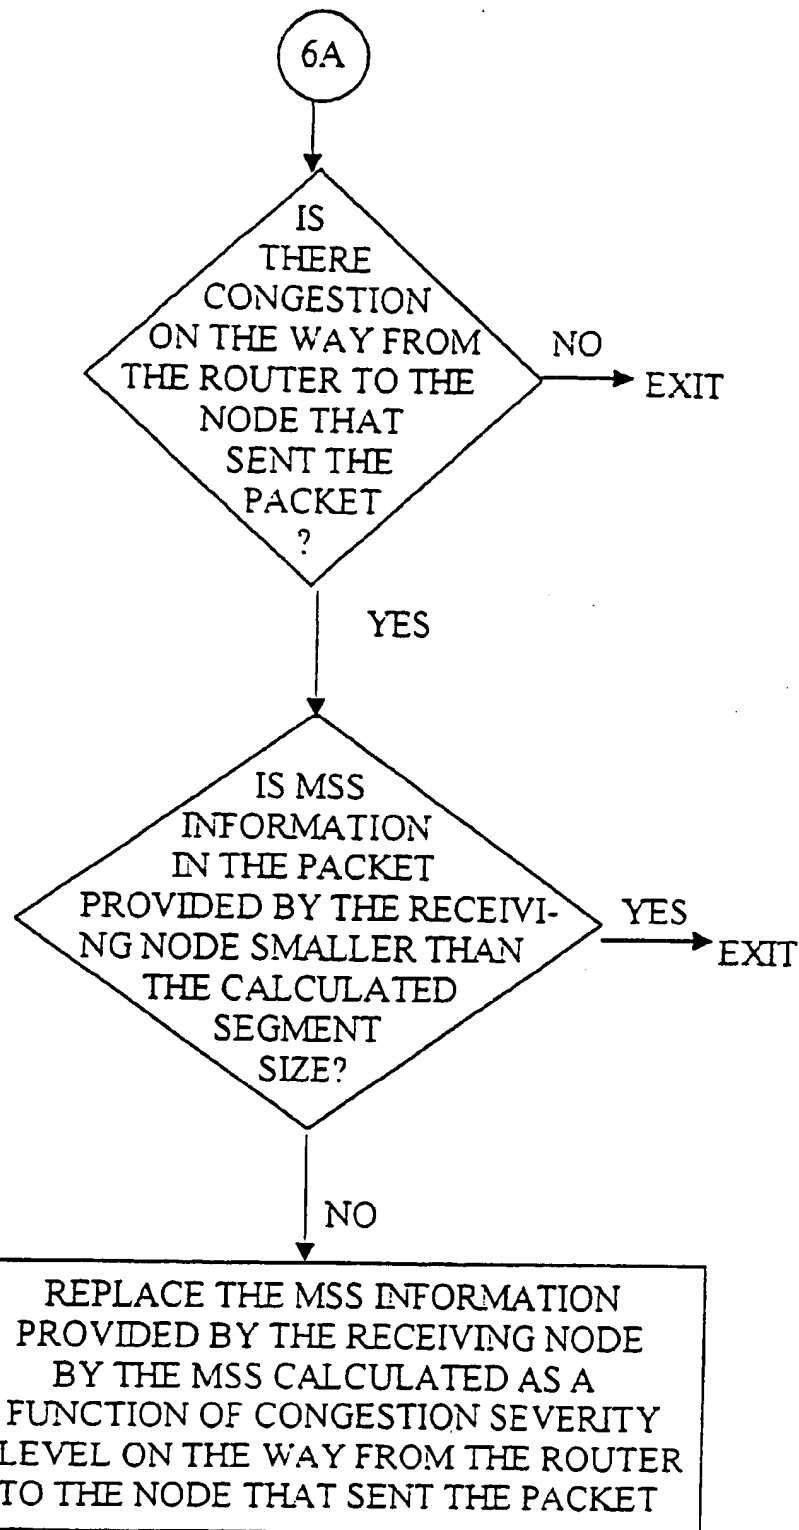 6A
IS
THERE
CONGESTION
ON THE WAY FROM
THE ROUTER TO THE
NODE THAT
SENT THE
PACKET
?
NO
EXIT
YES
IS MSS
INFORMATION
IN THE PACKET
PROVIDED BY THE RECEIVI-
NG NODE SMALLER THAN
THE CALCULATED
SEGMENT
SIZE?
YES
EXIT
NO
REPLACE THE MSS INFORMATION
PROVIDED BY THE RECEIVING NODE
BY THE MSS CALCULATED AS A
FUNCTION OF CONGESTION SEVERITY
LEVEL ON THE WAY FROM THE ROUTER
TO THE NODE THAT SENT THE PACKET